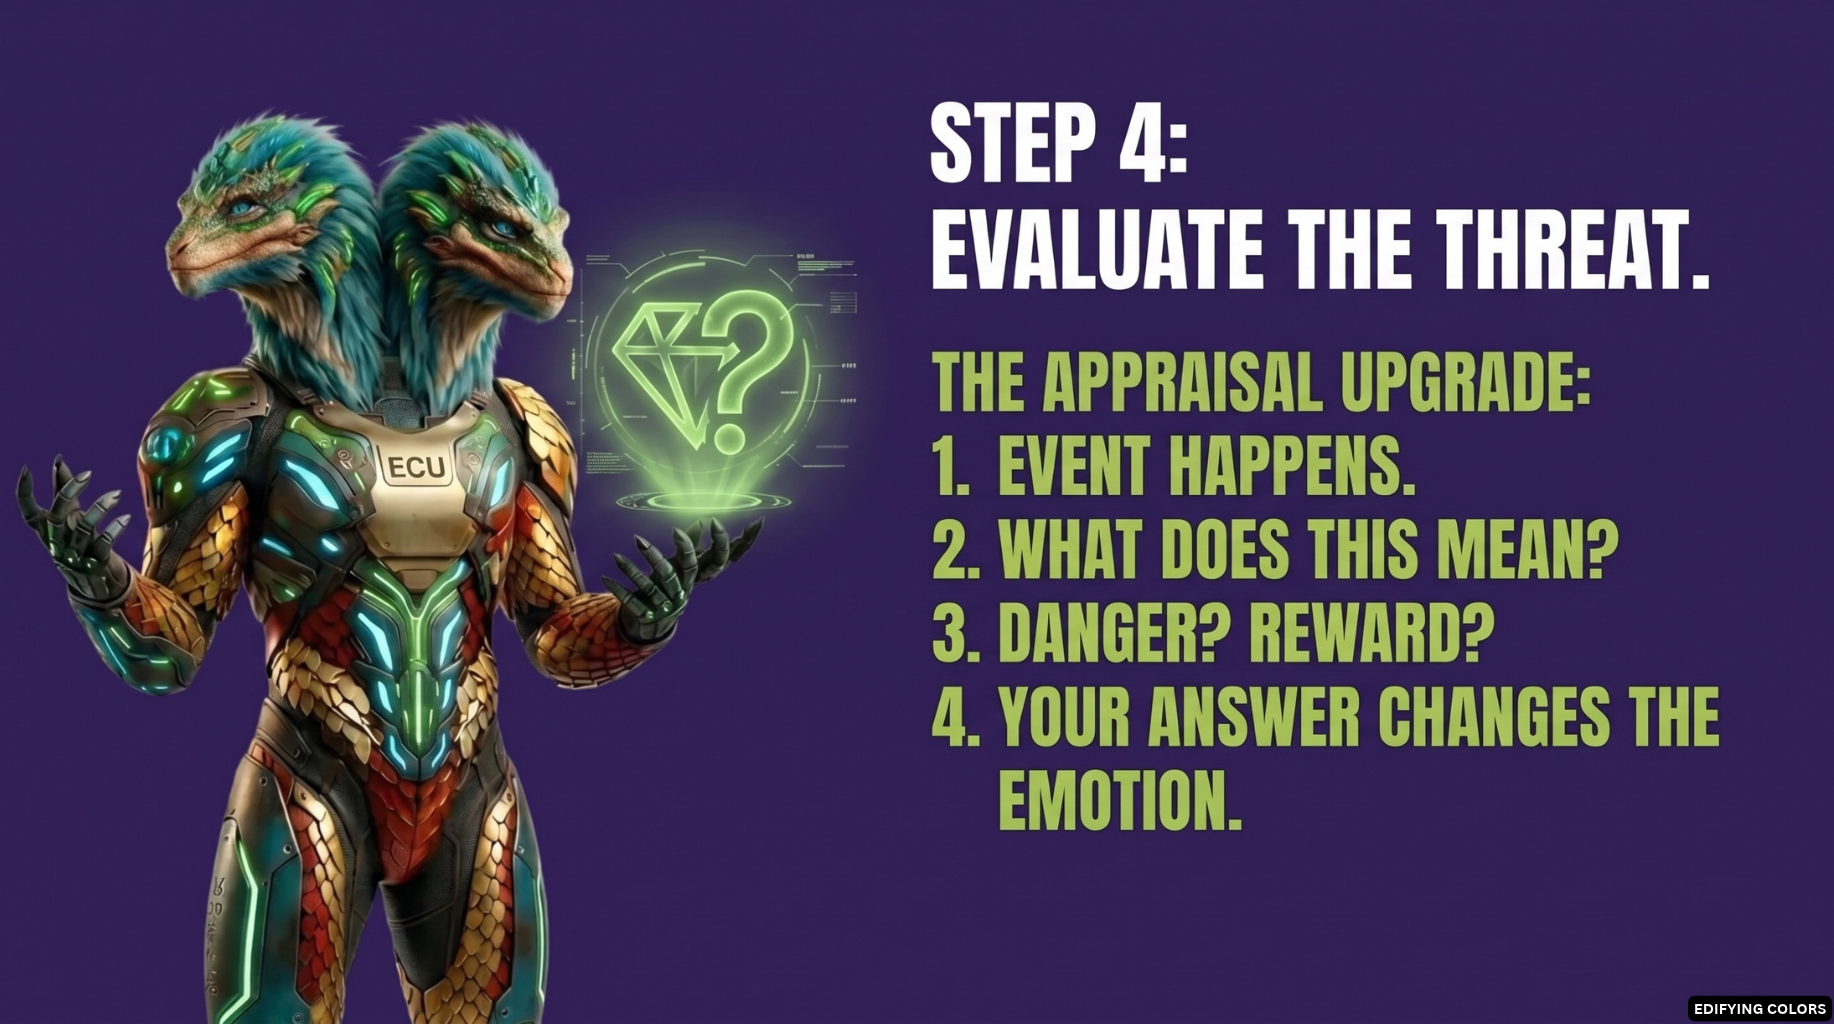 STEP 4:
EVALUATE THE THREAT.
THE APPRAISAL UPGRADE:
1. EVENT HAPPENS.
2. WHAT DOES THIS MEAN?
3. DANGER? REWARD?
4. YOUR ANSWER CHANGES THE
EMOTION.
ECU
EDIFYING COLORS